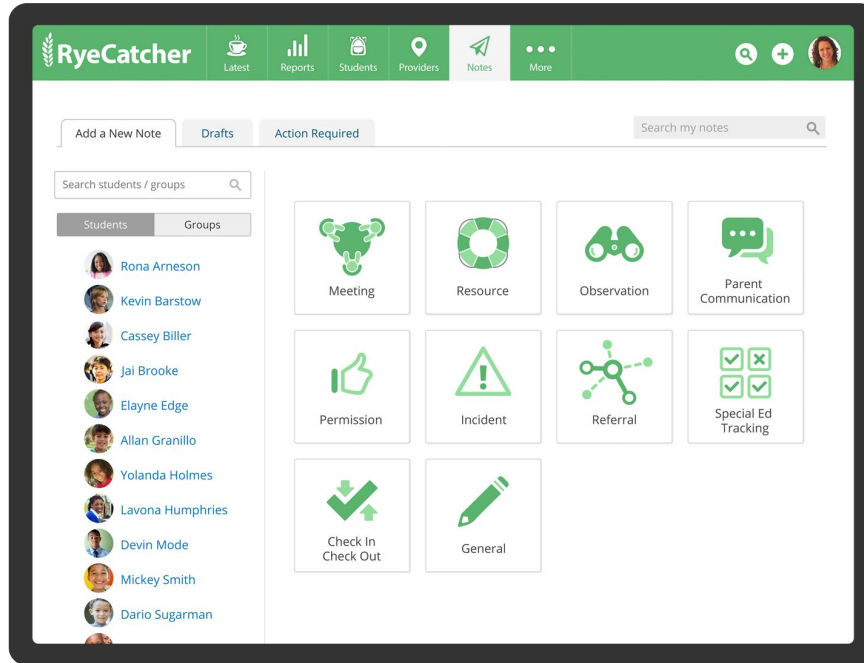 RyeCatcher
Latest
Reports
Students
Providers
Notes
More
Add a New Note
Drafts
Action Required
Search my notes
Search students / groups
Students
Groups
Rona Arneson
Kevin Barstow
Cassey Biller
Jai Brooke
Elayne Edge
Allan Granillo
Yolanda Holmes
Lavona Humphries
Devin Mode
Mickey Smith
Dario Sugarman
Meeting
Resource
Observation
Parent
Communication
Permission
Incident
Referral
Special Ed
Tracking
Check In
Check Out
General